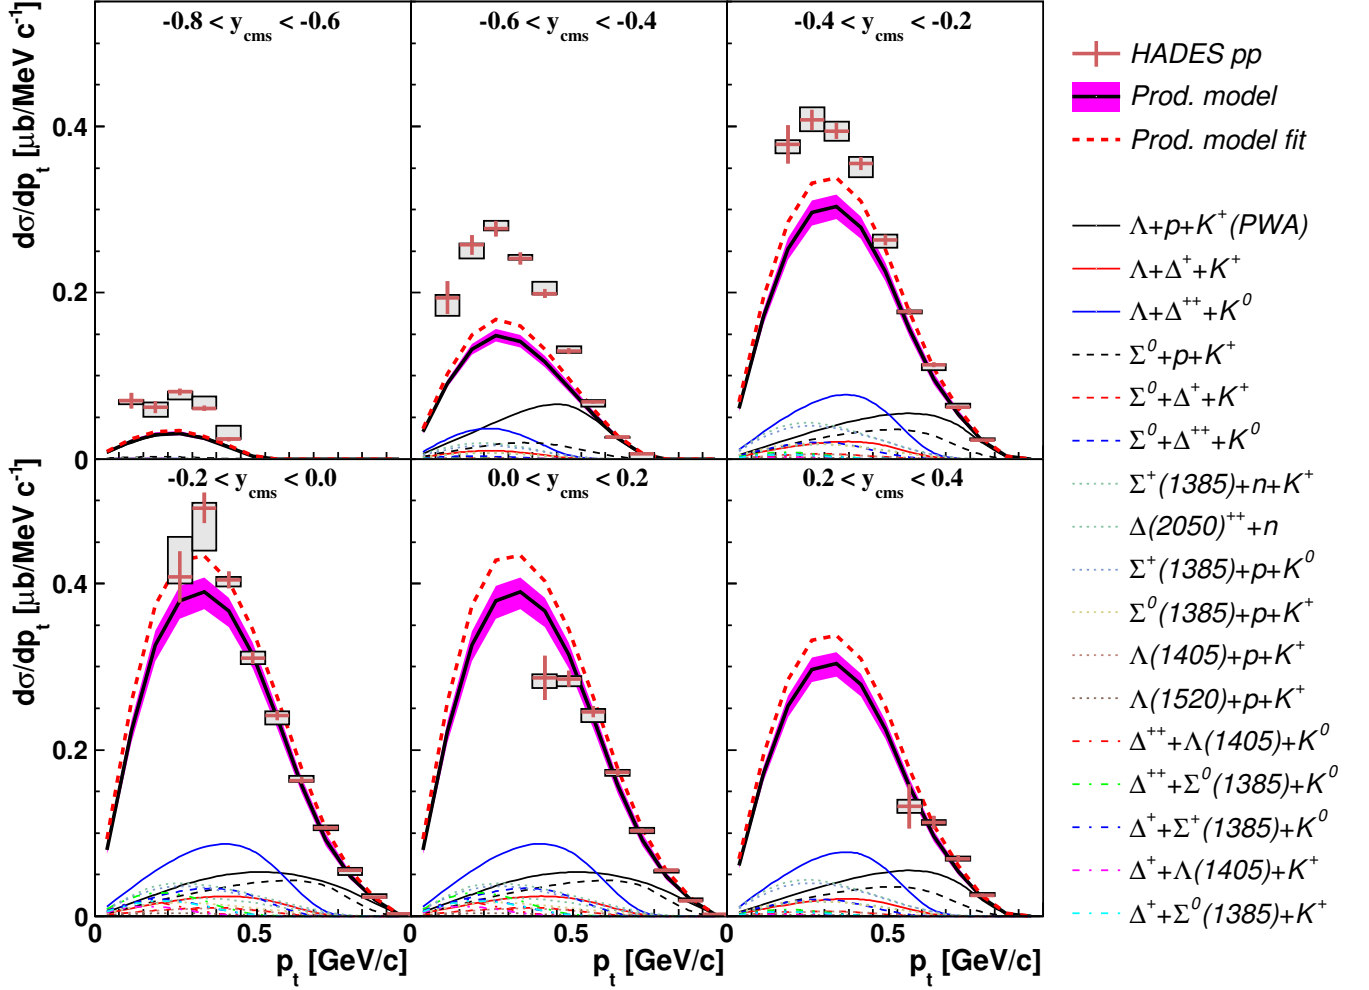 -0.8 < y_cms < -0.6
-0.6 < y_cms < -0.4
-0.4 < y_cms < -0.2
dσ/dp_t [μb/MeV c⁻¹]
0.4
0.2
0
-0.2 < y_cms < 0.0
0.0 < y_cms < 0.2
0.2 < y_cms < 0.4
dσ/dp_t [μb/MeV c⁻¹]
0.4
0.2
0
0 0.5 0 0.5 0 0.5
p_t [GeV/c]
p_t [GeV/c]
p_t [GeV/c]
HADES pp
Prod. model
Prod. model fit
Λ+p+K⁺(PWA)
Λ+Δ⁺+K⁺
Λ+Δ⁺⁺+K⁰
Σ⁰+p+K⁺
Σ⁰+Δ⁺+K⁺
Σ⁰+Δ⁺⁺+K⁰
Σ⁺(1385)+n+K⁺
Δ(2050)⁺⁺+n
Σ⁺(1385)+p+K⁰
Σ⁰(1385)+p+K⁺
Λ(1405)+p+K⁺
Λ(1520)+p+K⁺
Δ⁺⁺+Λ(1405)+K⁰
Δ⁺⁺+Σ⁰(1385)+K⁰
Δ⁺+Σ⁺(1385)+K⁰
Δ⁺+Λ(1405)+K⁺
Δ⁺+Σ⁰(1385)+K⁺